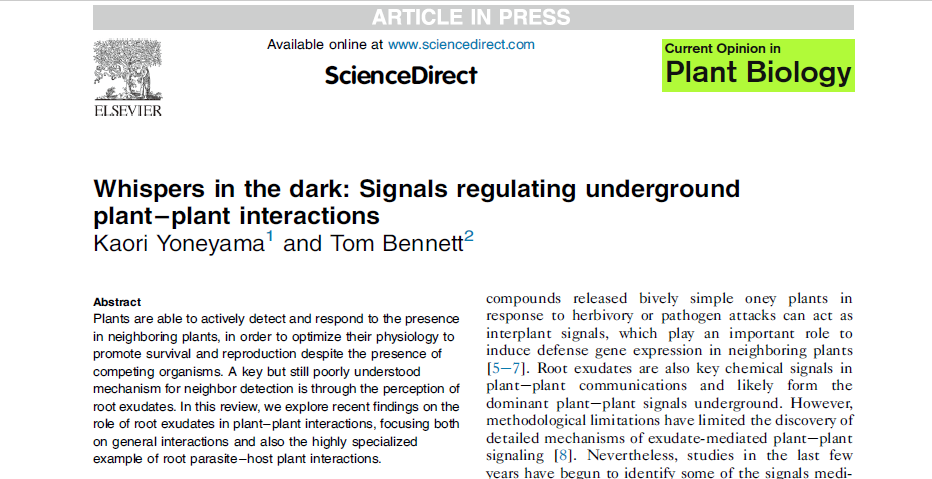 ARTICLE IN PRESS
Available online at www.sciencedirect.com
ScienceDirect
ELSEVIER
Current Opinion in
Plant Biology
Whispers in the dark: Signals regulating underground
plant–plant interactions
Kaori Yoneyama1 and Tom Bennett2
Abstract
Plants are able to actively detect and respond to the presence
in neighboring plants, in order to optimize their physiology to
promote survival and reproduction despite the presence of
competing organisms. A key but still poorly understood
mechanism for neighbor detection is through the perception of
root exudates. In this review, we explore recent findings on the
role of root exudates in plant–plant interactions, focusing both
on general interactions and also the highly specialized
example of root parasite–host plant interactions.
compounds released bively simple oney plants in
response to herbivory or pathogen attacks can act as
interplant signals, which play an important role to
induce defense gene expression in neighboring plants
[5–7]. Root exudates are also key chemical signals in
plant–plant communications and likely form the
dominant plant–plant signals underground. However,
methodological limitations have limited the discovery of
detailed mechanisms of exudate-mediated plant–plant
signaling [8]. Nevertheless, studies in the last few
years have begun to identify some of the signals medi-